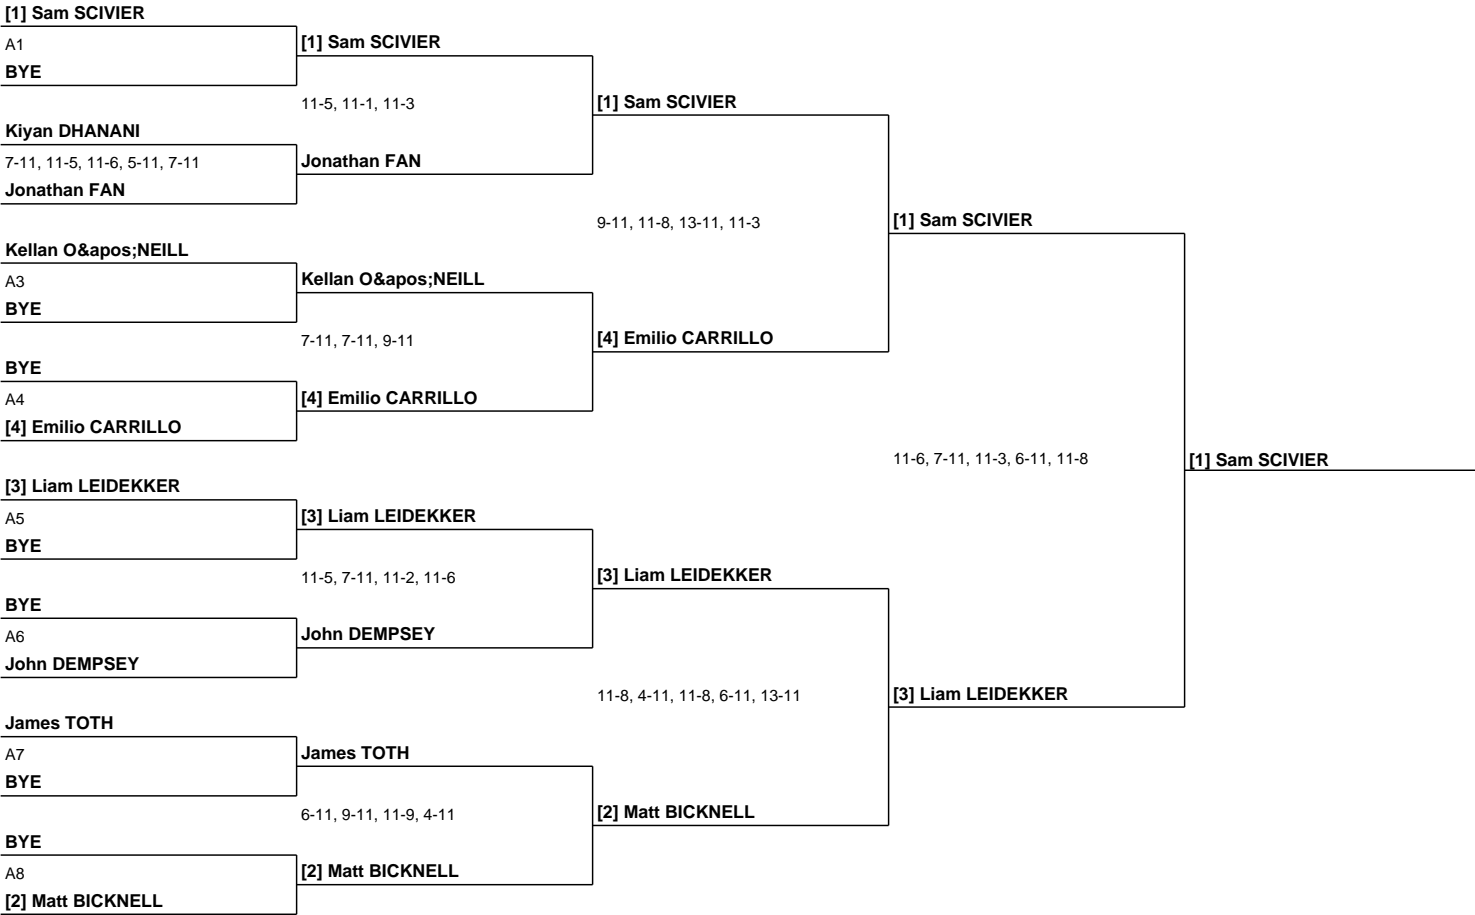 [1] Sam SCIVIER
A1
BYE
Kiyan DHANANI
7-11, 11-5, 11-6, 5-11, 7-11
Jonathan FAN
Kellan O&apos;NEILL
A3
BYE
BYE
A4
[4] Emilio CARRILLO
[3] Liam LEIDEKKER
A5
BYE
BYE
A6
John DEMPSEY
James TOTH
A7
BYE
BYE
A8
[2] Matt BICKNELL
[1] Sam SCIVIER
11-5, 11-1, 11-3
Jonathan FAN
Kellan O&apos;NEILL
7-11, 7-11, 9-11
[4] Emilio CARRILLO
[3] Liam LEIDEKKER
11-5, 7-11, 11-2, 11-6
John DEMPSEY
James TOTH
6-11, 9-11, 11-9, 4-11
[2] Matt BICKNELL
[1] Sam SCIVIER
9-11, 11-8, 13-11, 11-3
[4] Emilio CARRILLO
[3] Liam LEIDEKKER
11-8, 4-11, 11-8, 6-11, 13-11
[2] Matt BICKNELL
[1] Sam SCIVIER
11-6, 7-11, 11-3, 6-11, 11-8
[3] Liam LEIDEKKER
[1] Sam SCIVIER